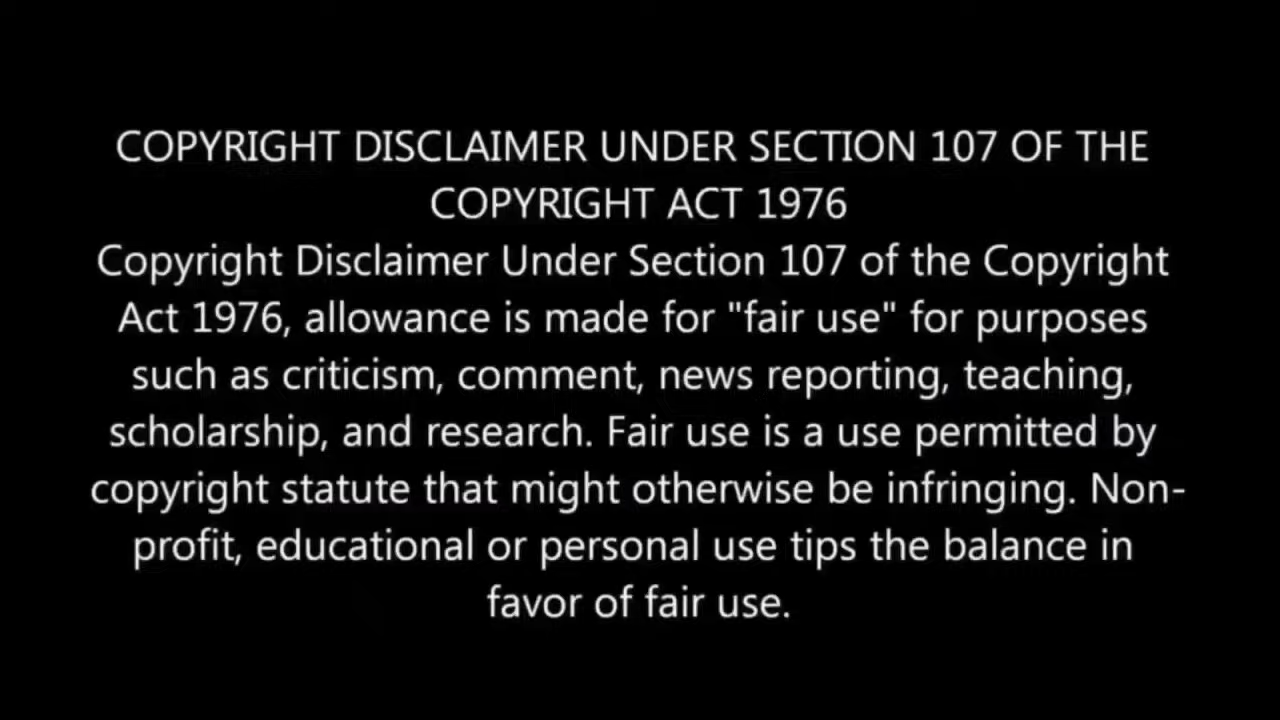 COPYRIGHT DISCLAIMER UNDER SECTION 107 OF THE
COPYRIGHT ACT 1976
Copyright Disclaimer Under Section 107 of the Copyright
Act 1976, allowance is made for "fair use" for purposes
such as criticism, comment, news reporting, teaching,
scholarship, and research. Fair use is a use permitted by
copyright statute that might otherwise be infringing. Non-
profit, educational or personal use tips the balance in
favor of fair use.